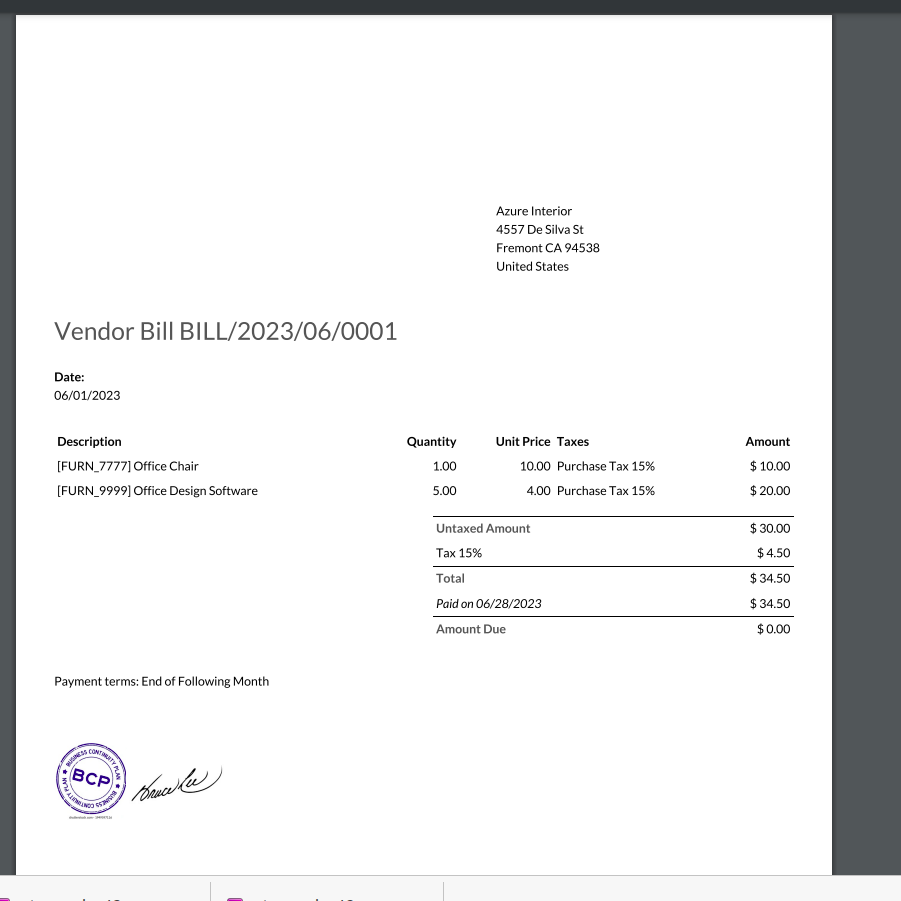 Azure Interior
4557 De Silva St
Fremont CA 94538
United States
Vendor Bill BILL/2023/06/0001
Date:
06/01/2023
Description Quantity Unit Price Taxes Amount
[FURN_7777] Office Chair 1.00 10.00 Purchase Tax 15% $ 10.00
[FURN_9999] Office Design Software 5.00 4.00 Purchase Tax 15% $ 20.00
Untaxed Amount $ 30.00
Tax 15% $ 4.50
Total $ 34.50
Paid on 06/28/2023 $ 34.50
Amount Due $ 0.00
Payment terms: End of Following Month
BUSINESS CONTINUITY PLAN
BCP
BUSINESS CONTINUITY PLAN
Bruce Lee